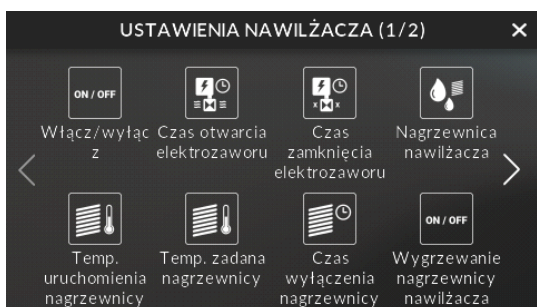 USTAWIENIA NAWILŻACZA (1/2) ×
ON / OFF
Włącz/wyłąc
z
Czas otwarcia
elektrozaworu
Czas
zamknięcia
elektrozaworu
Nagrzewnica
nawilżacza
Temp.
uruchomienia
nagrzewnicy
Temp. zadana
nagrzewnicy
Czas
wyłączenia
nagrzewnicy
ON / OFF
Wygrzewanie
nagrzewnicy
nawilżacza